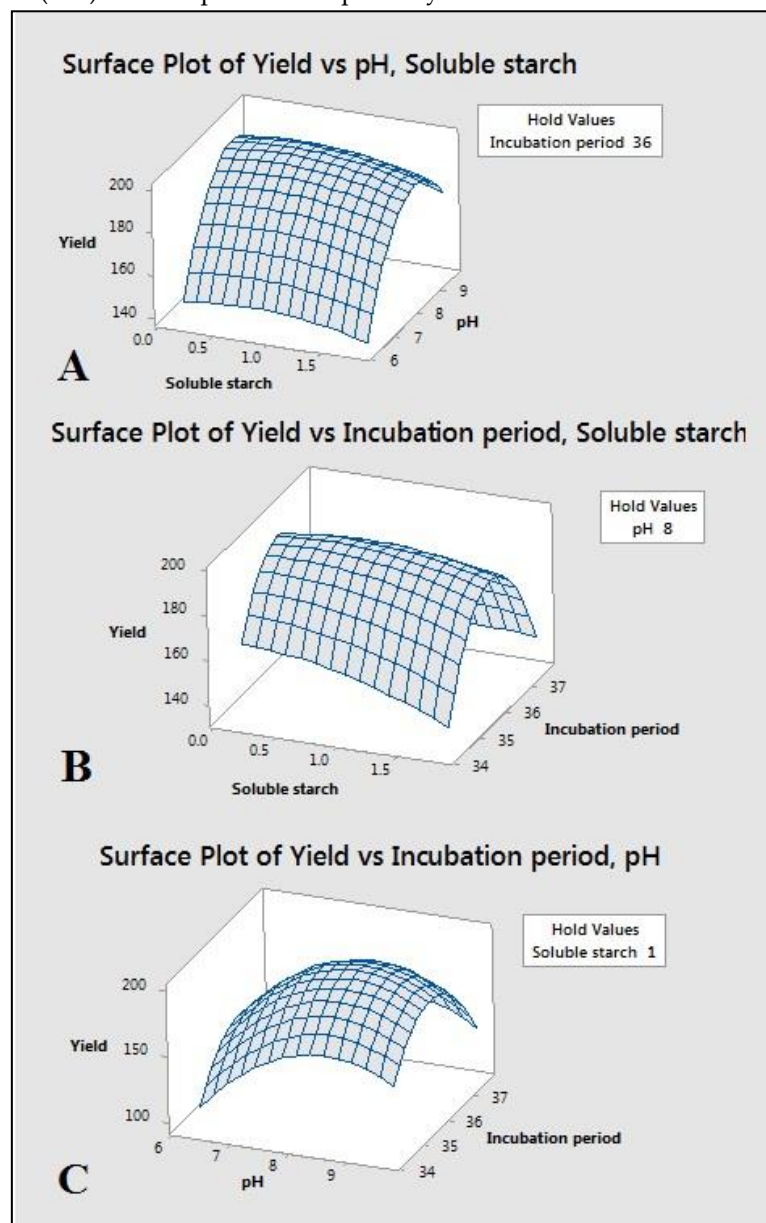 Surface Plot of Yield vs pH, Soluble starch
Hold Values
Incubation period 36
200
180
Yield
160
140
0.0
0.5
1.0
1.5
Soluble starch
6
7
8
9
pH
A
Surface Plot of Yield vs Incubation period, Soluble starch
Hold Values
pH 8
200
180
Yield
160
140
0.0
0.5
1.0
1.5
Soluble starch
34
35
36
37
Incubation period
B
Surface Plot of Yield vs Incubation period, pH
Hold Values
Soluble starch 1
200
Yield
150
100
6
7
8
9
pH
34
35
36
37
Incubation period
C